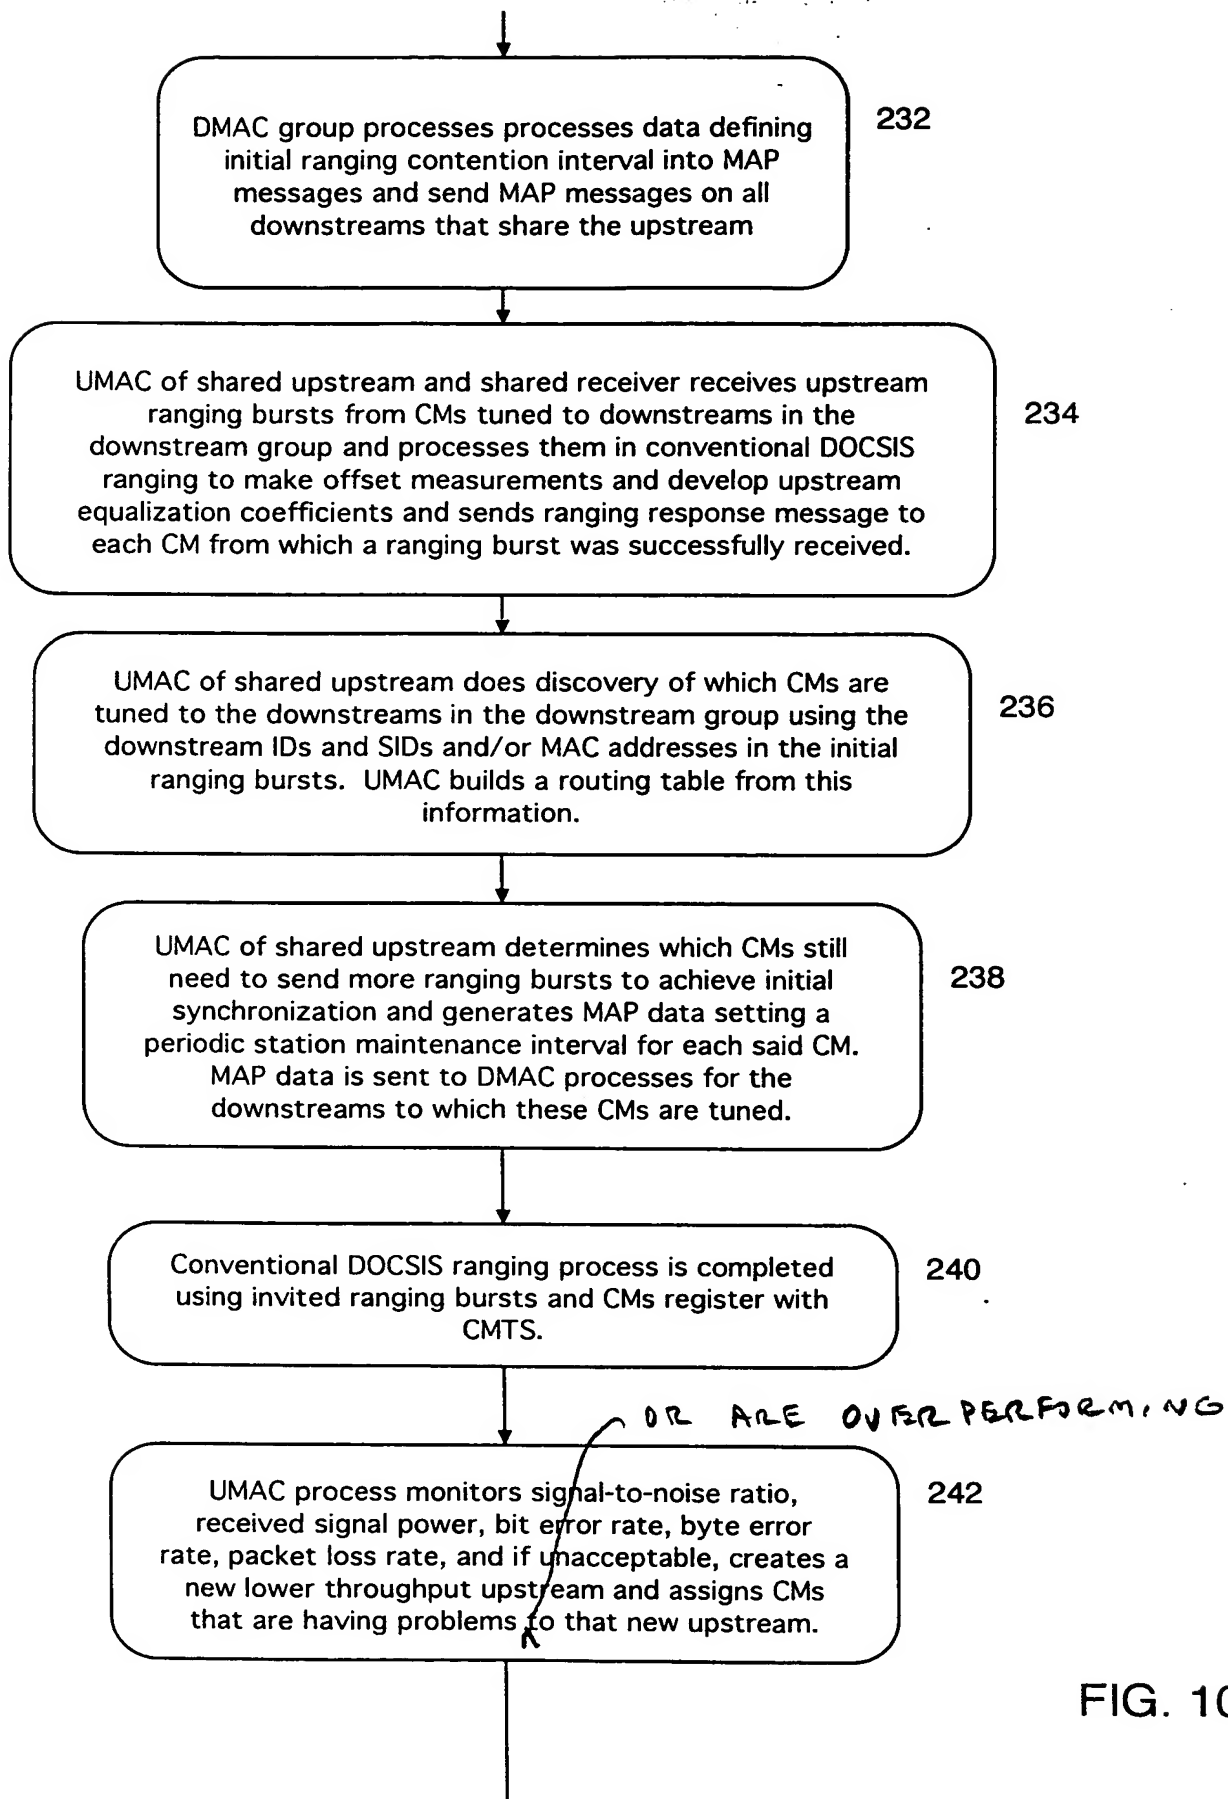 DMAC group processes processes data defining
initial ranging contention interval into MAP
messages and send MAP messages on all
downstreams that share the upstream
232
UMAC of shared upstream and shared receiver receives upstream
ranging bursts from CMs tuned to downstreams in the
downstream group and processes them in conventional DOCSIS
ranging to make offset measurements and develop upstream
equalization coefficients and sends ranging response message to
each CM from which a ranging burst was successfully received.
234
UMAC of shared upstream does discovery of which CMs are
tuned to the downstreams in the downstream group using the
downstream IDs and SIDs and/or MAC addresses in the initial
ranging bursts. UMAC builds a routing table from this
information.
236
UMAC of shared upstream determines which CMs still
need to send more ranging bursts to achieve initial
synchronization and generates MAP data setting a
periodic station maintenance interval for each said CM.
MAP data is sent to DMAC processes for the
downstreams to which these CMs are tuned.
238
Conventional DOCSIS ranging process is completed
using invited ranging bursts and CMs register with
CMTS.
240
OR ARE OVERPERFORMING
UMAC process monitors signal-to-noise ratio,
received signal power, bit error rate, byte error
rate, packet loss rate, and if unacceptable, creates a
new lower throughput upstream and assigns CMs
that are having problems to that new upstream.
242
FIG. 10